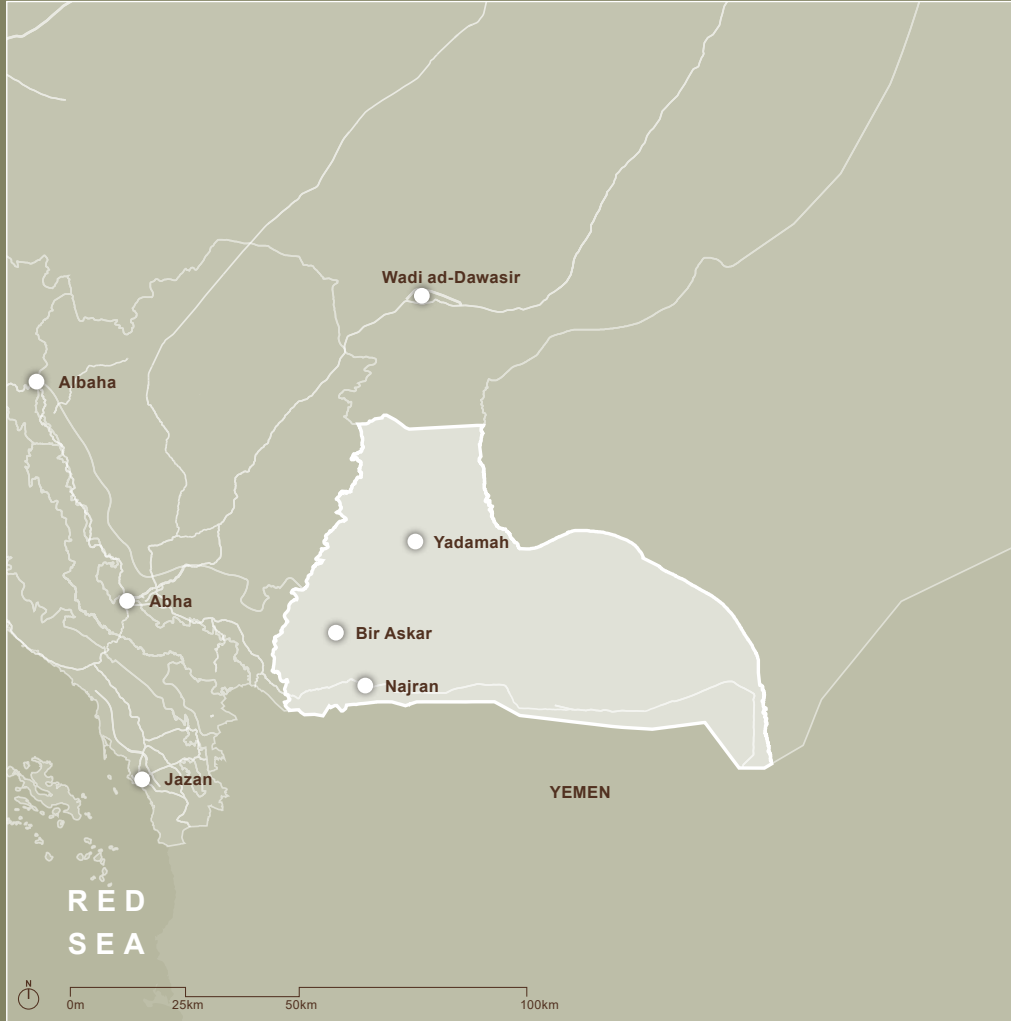 Wadi ad-Dawasir
Albaha
Yadamah
Abha
Bir Askar
Najran
Jazan
YEMEN
RED
SEA
N
0m
25km
50km
100km